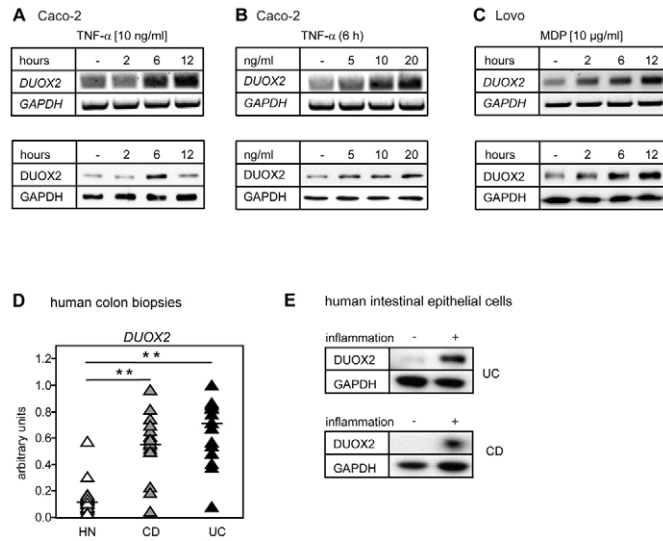 A Caco-2
TNF-α [10 ng/ml]
hours - 2 6 12
DUOX2
GAPDH
hours - 2 6 12
DUOX2
GAPDH
B Caco-2
TNF-α (6 h)
ng/ml - 5 10 20
DUOX2
GAPDH
ng/ml - 5 10 20
DUOX2
GAPDH
C Lovo
MDP [10 µg/ml]
hours - 2 6 12
DUOX2
GAPDH
hours - 2 6 12
DUOX2
GAPDH
D human colon biopsies
DUOX2
arbitrary units
1.2
1.0
0.8
0.6
0.4
0.2
0.0
**
**
HN CD UC
E human intestinal epithelial cells
inflammation - +
DUOX2
GAPDH
UC
inflammation - +
DUOX2
GAPDH
CD